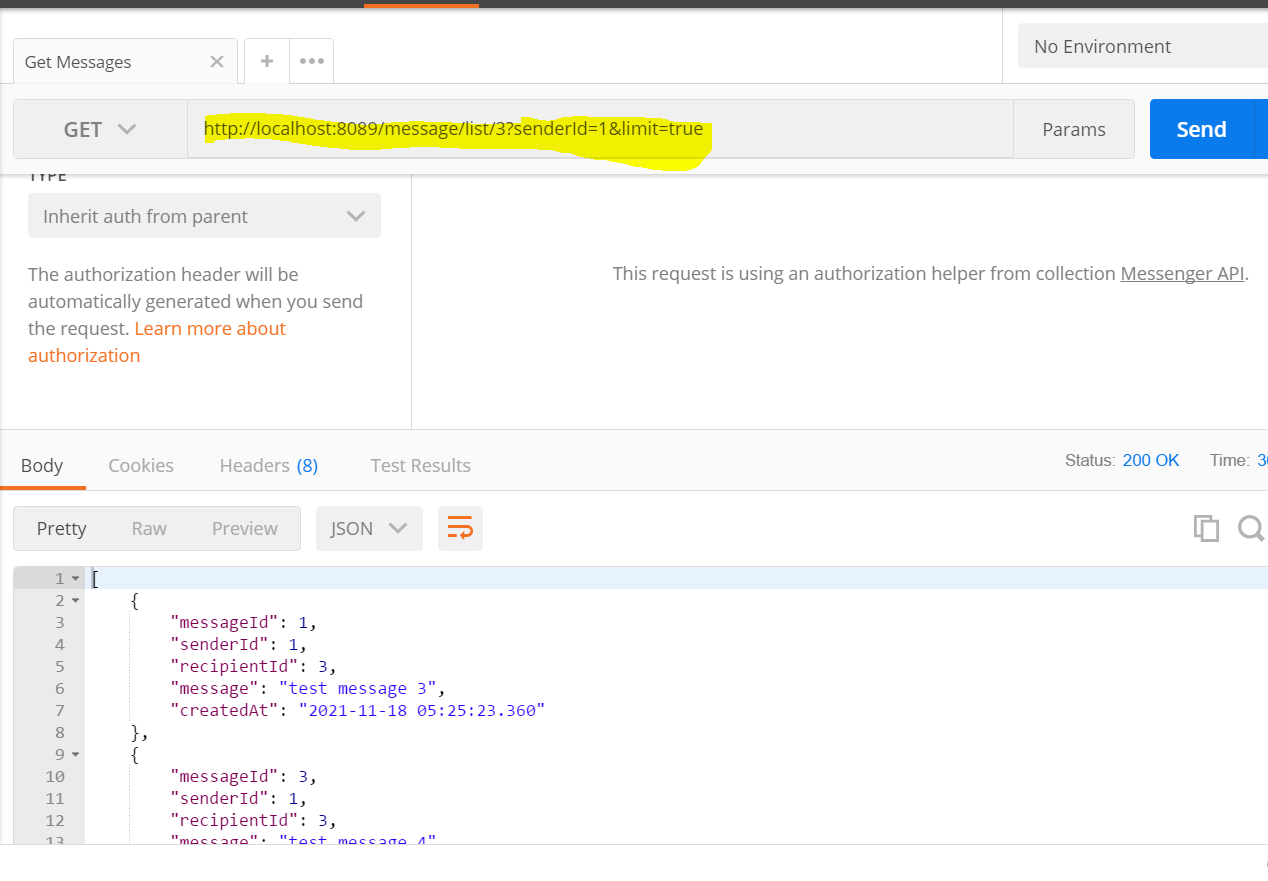 Get Messages
No Environment
GET
http://localhost:8089/message/list/3?senderId=1&limit=true
Params
Send
TYPE
Inherit auth from parent
The authorization header will be
automatically generated when you send
the request. Learn more about
authorization
This request is using an authorization helper from collection Messenger API.
Body
Cookies
Headers (8)
Test Results
Status: 200 OK
Time:
Pretty
Raw
Preview
JSON
1 [
2 {
3 "messageId": 1,
4 "senderId": 1,
5 "recipientId": 3,
6 "message": "test message 3",
7 "createdAt": "2021-11-18 05:25:23.360"
8 },
9 {
10 "messageId": 3,
11 "senderId": 1,
12 "recipientId": 3,
13 "message": "test message 4"